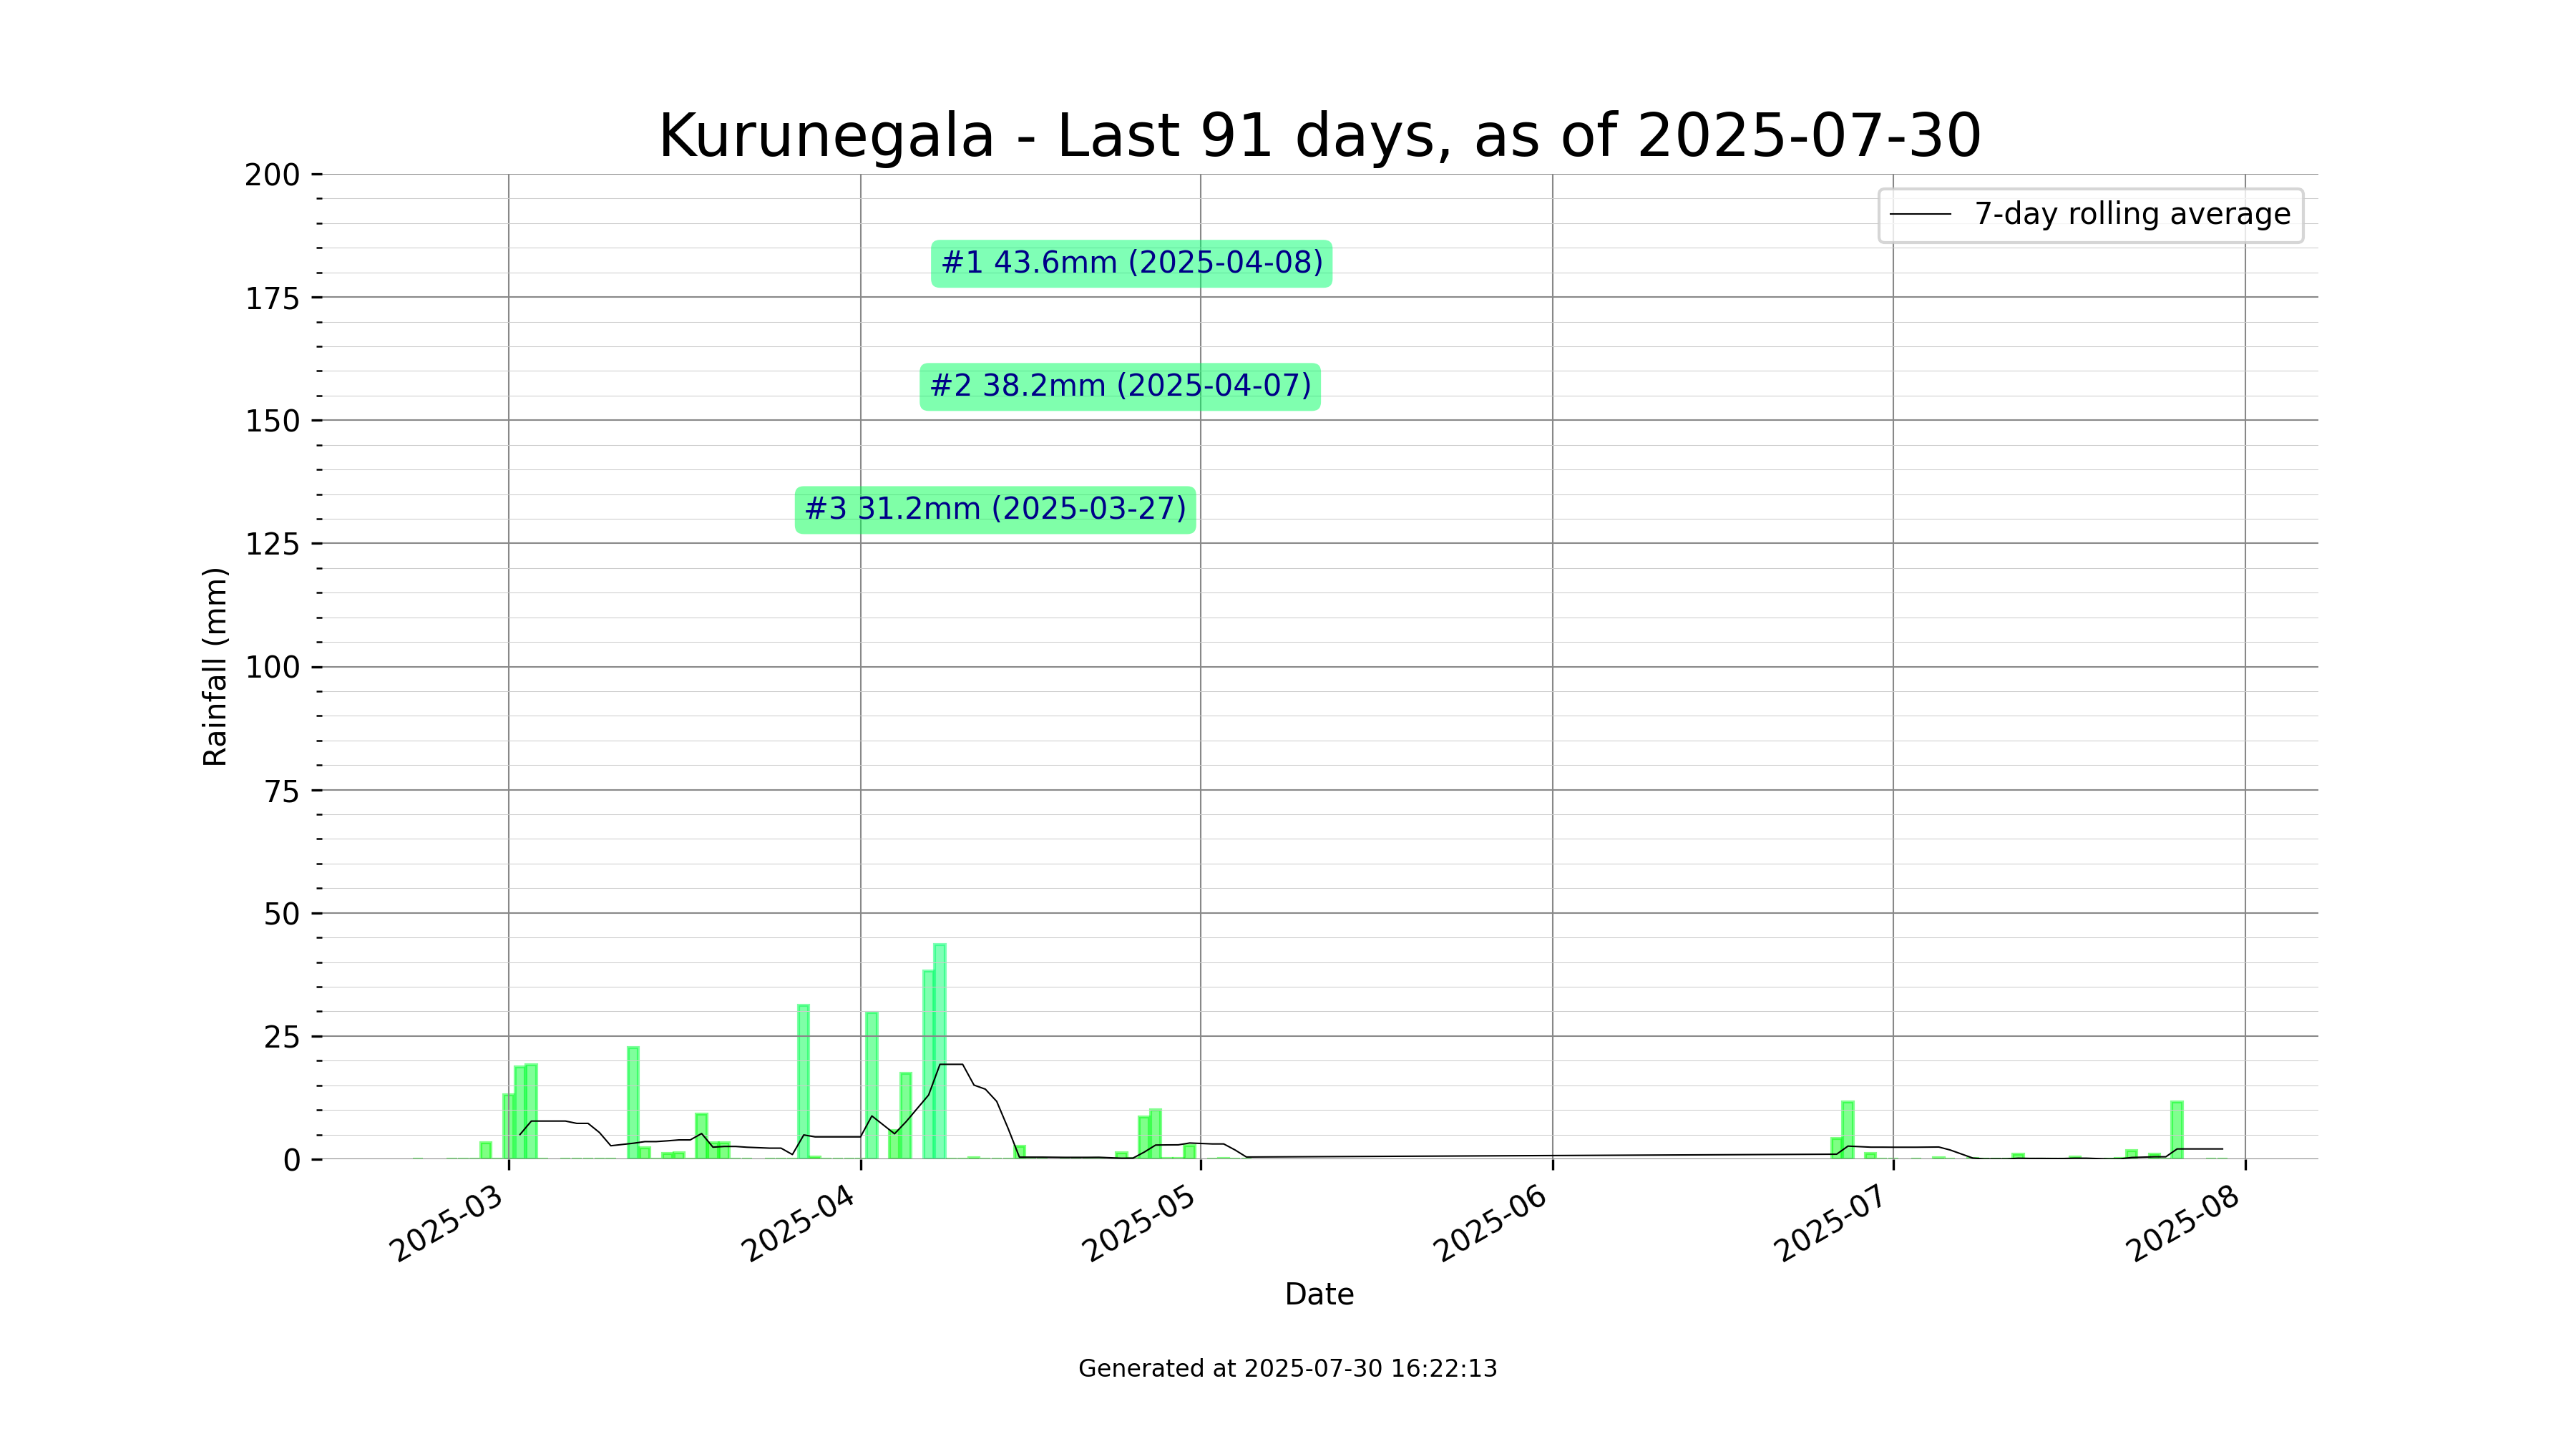 Kurunegala - Last 91 days, as of 2025-07-30
200
175
150
125
100
75
50
25
0
Rainfall (mm)
7-day rolling average
#1 43.6mm (2025-04-08)
#2 38.2mm (2025-04-07)
#3 31.2mm (2025-03-27)
2025-03
2025-04
2025-05
2025-06
2025-07
2025-08
Date
Generated at 2025-07-30 16:22:13